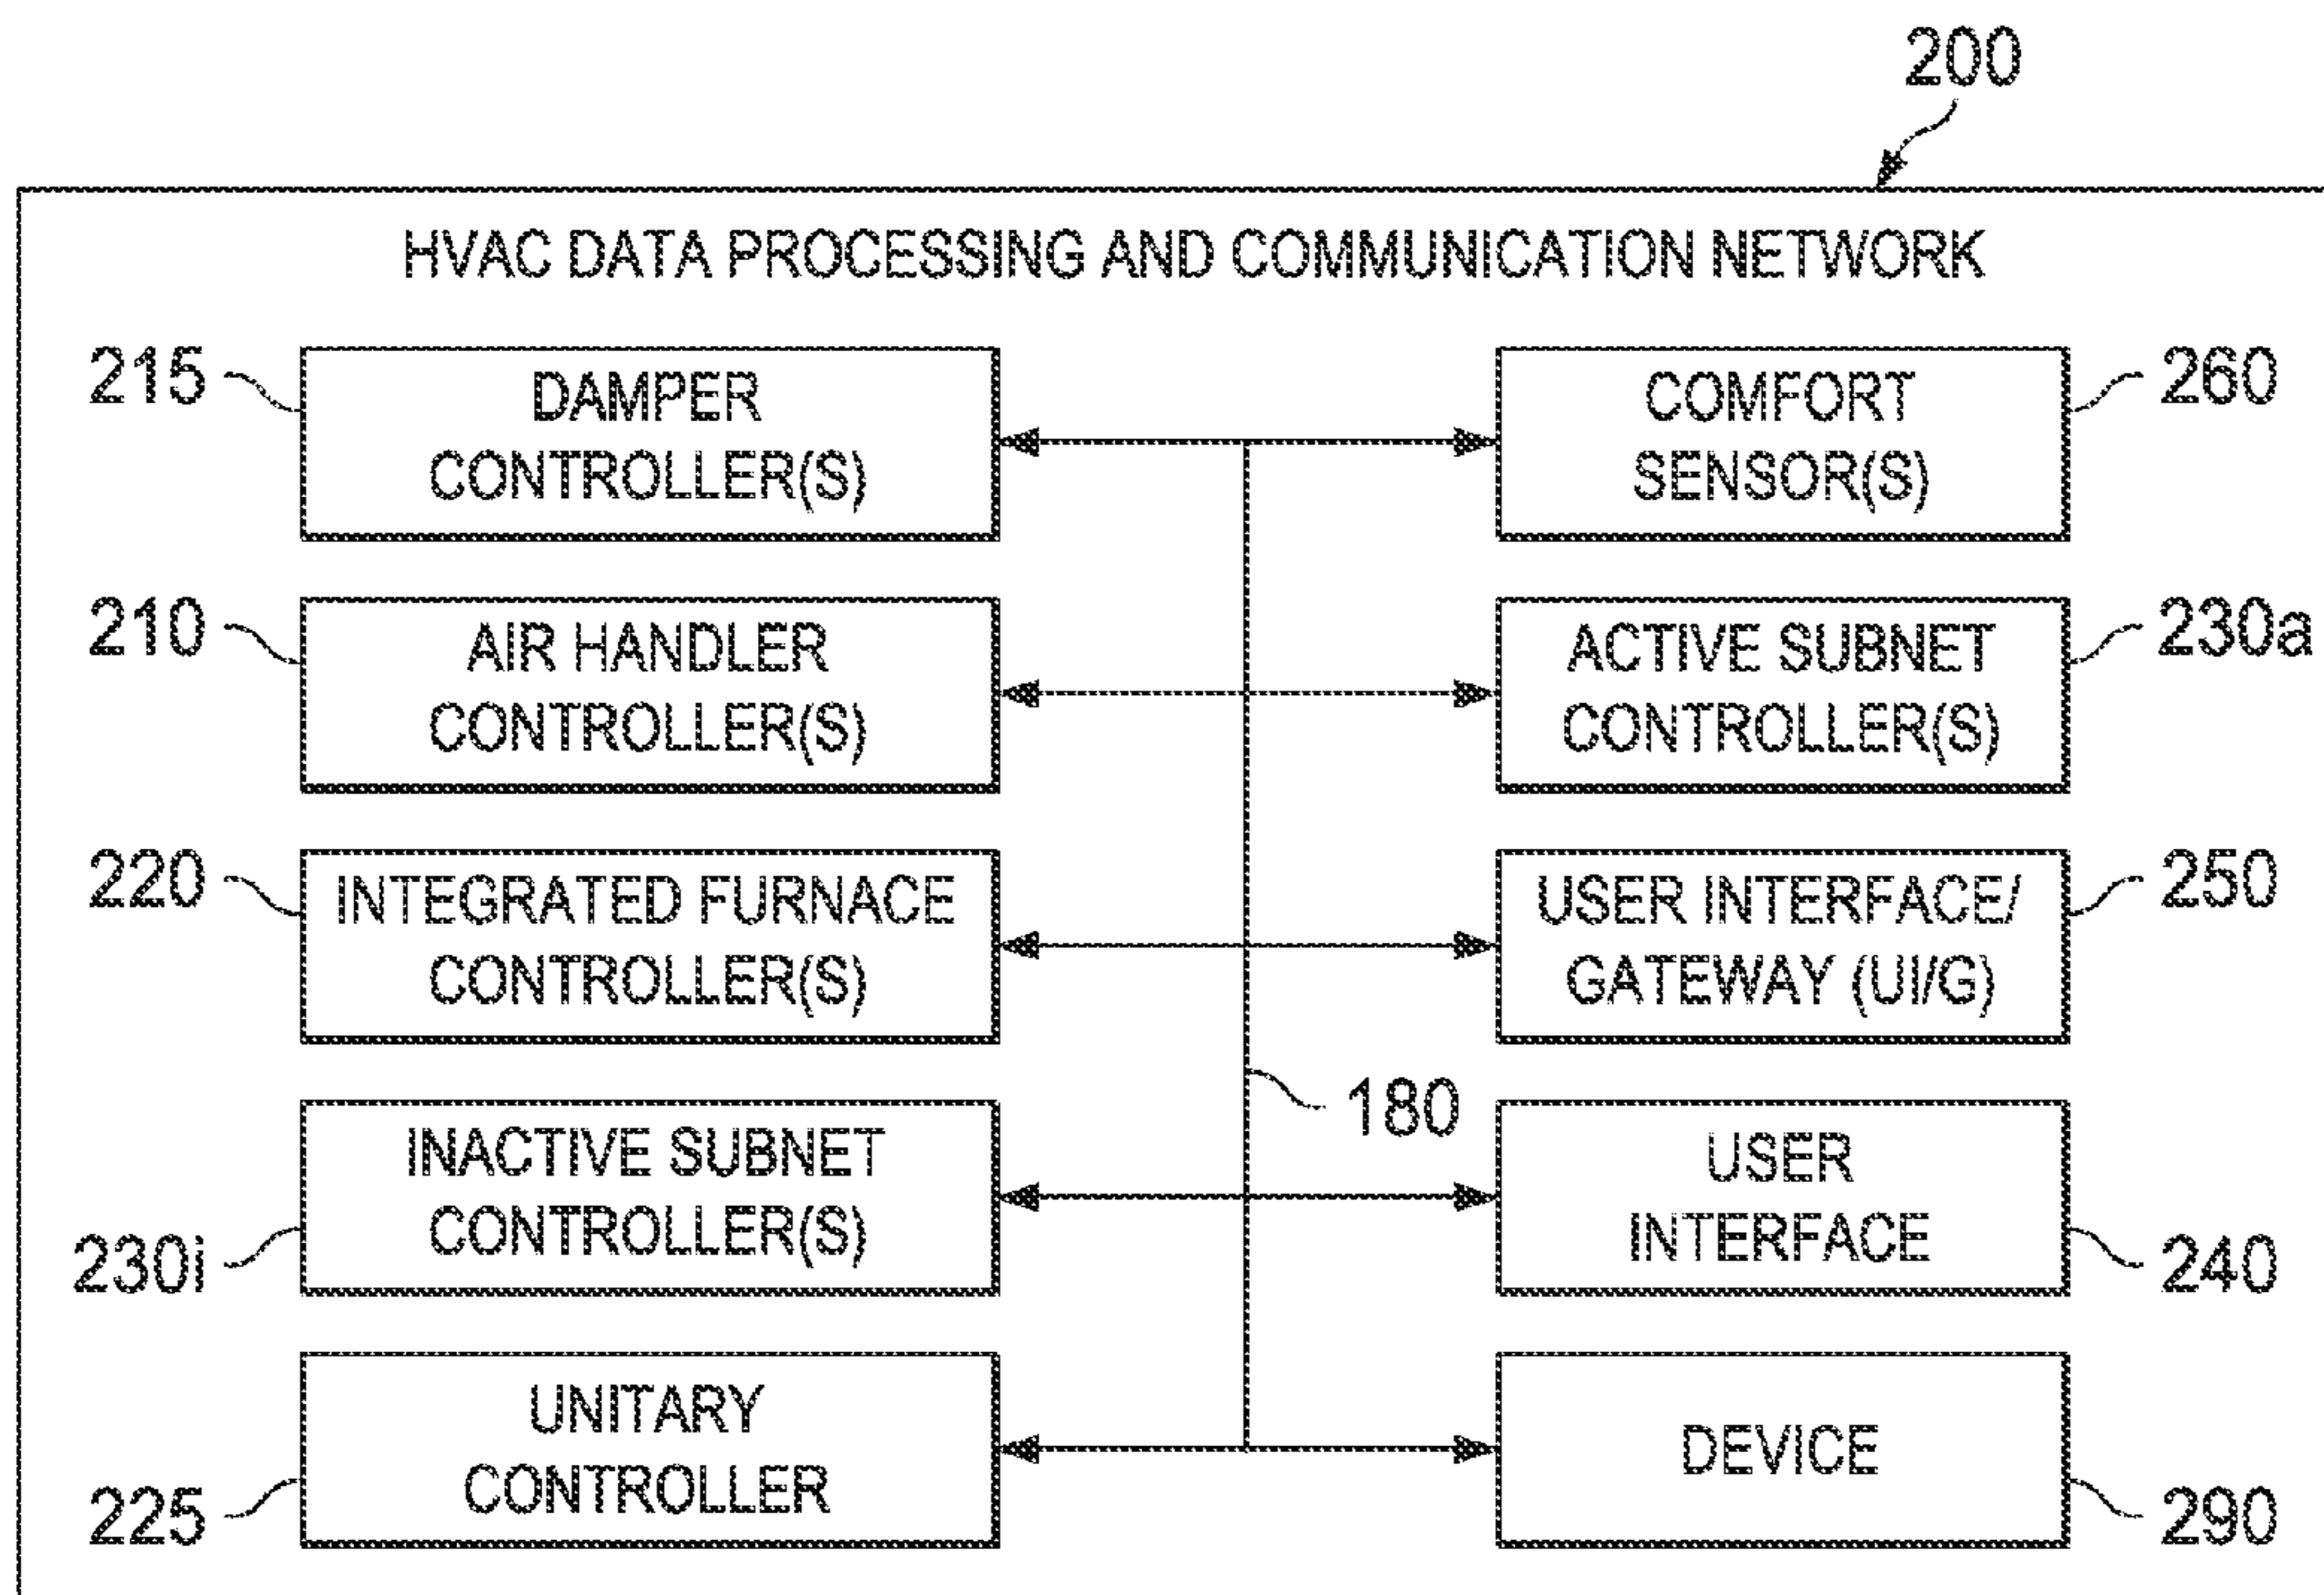 200
HVAC DATA PROCESSING AND COMMUNICATION NETWORK
215
DAMPER
CONTROLLER(S)
COMFORT
SENSOR(S)
260
210
AIR HANDLER
CONTROLLER(S)
ACTIVE SUBNET
CONTROLLER(S)
230a
220
INTEGRATED FURNACE
CONTROLLER(S)
USER INTERFACE/
GATEWAY (UI/G)
250
180
230i
INACTIVE SUBNET
CONTROLLER(S)
USER
INTERFACE
240
225
UNITARY
CONTROLLER
DEVICE
290